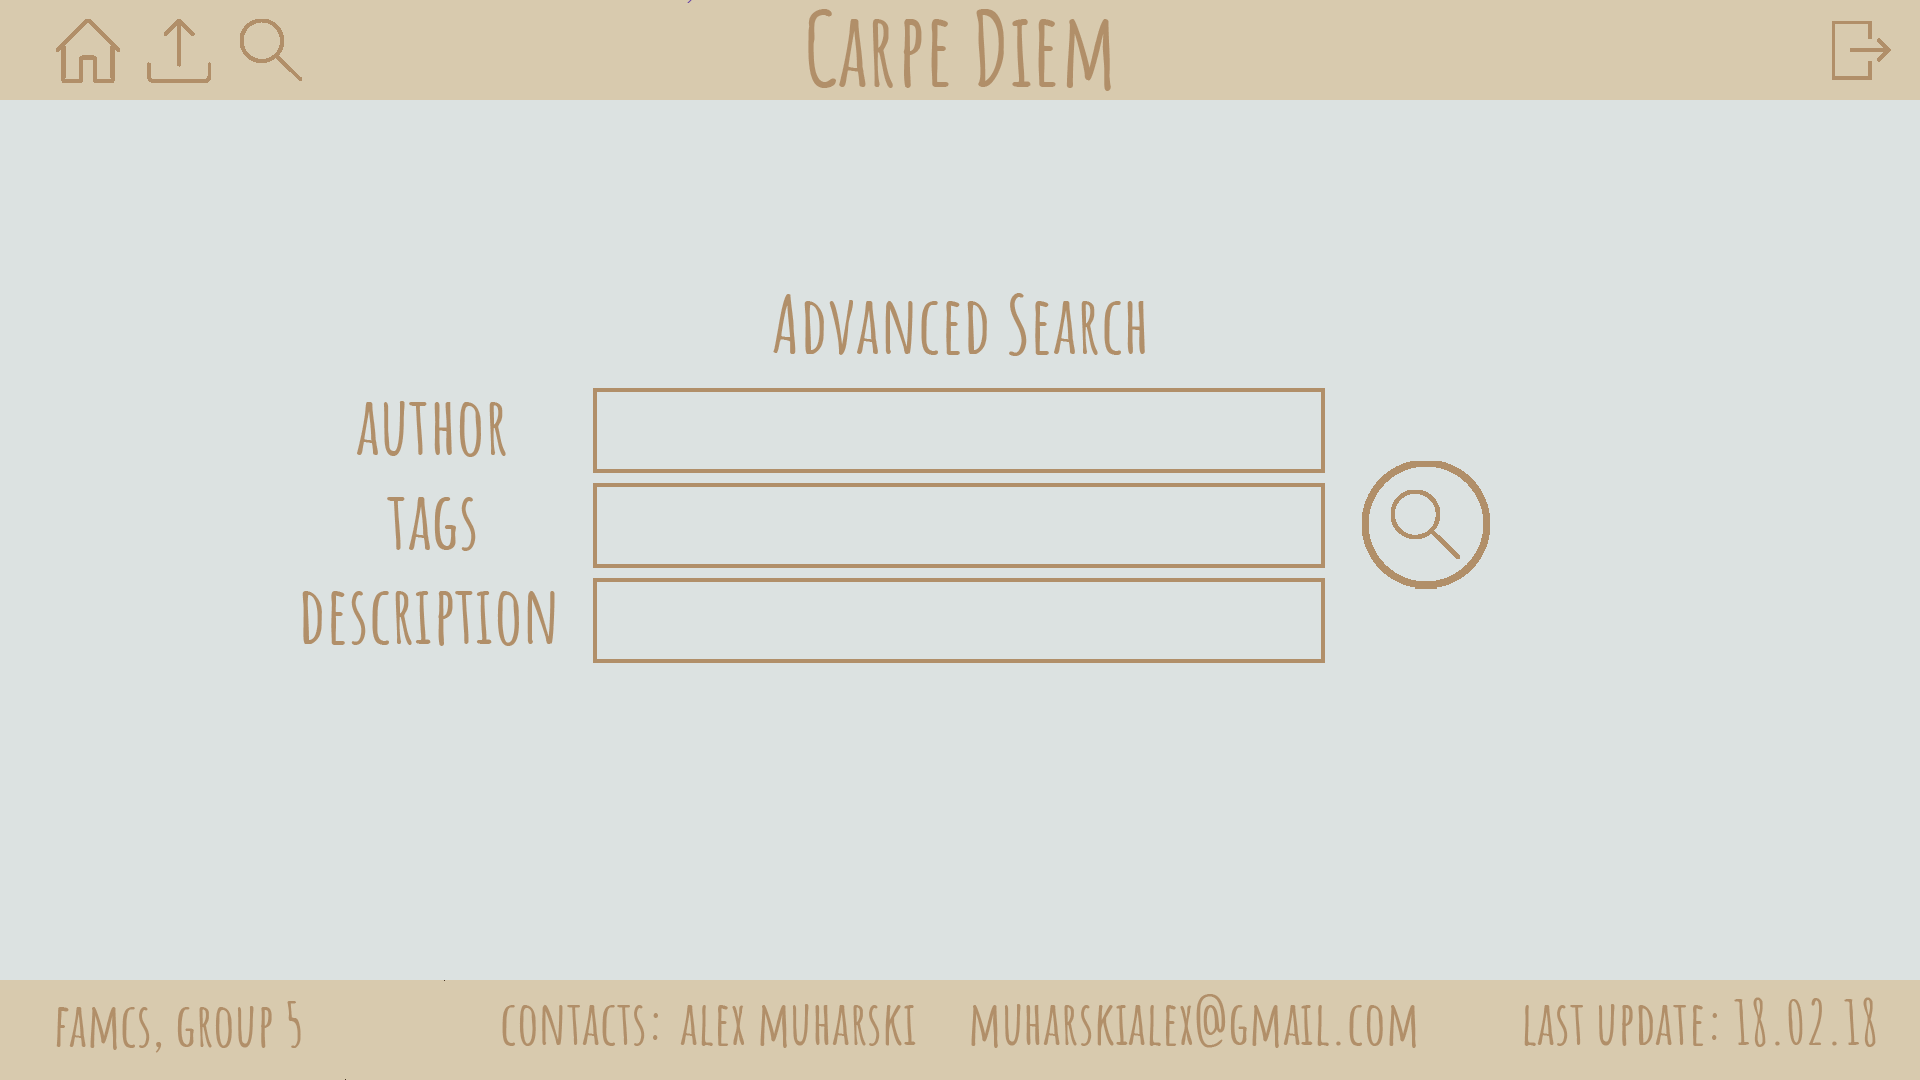 Carpe Diem
Advanced Search
author
tags
description
famcs, group 5
contacts: alex muharski muharskialex@gmail.com
last update: 18.02.18